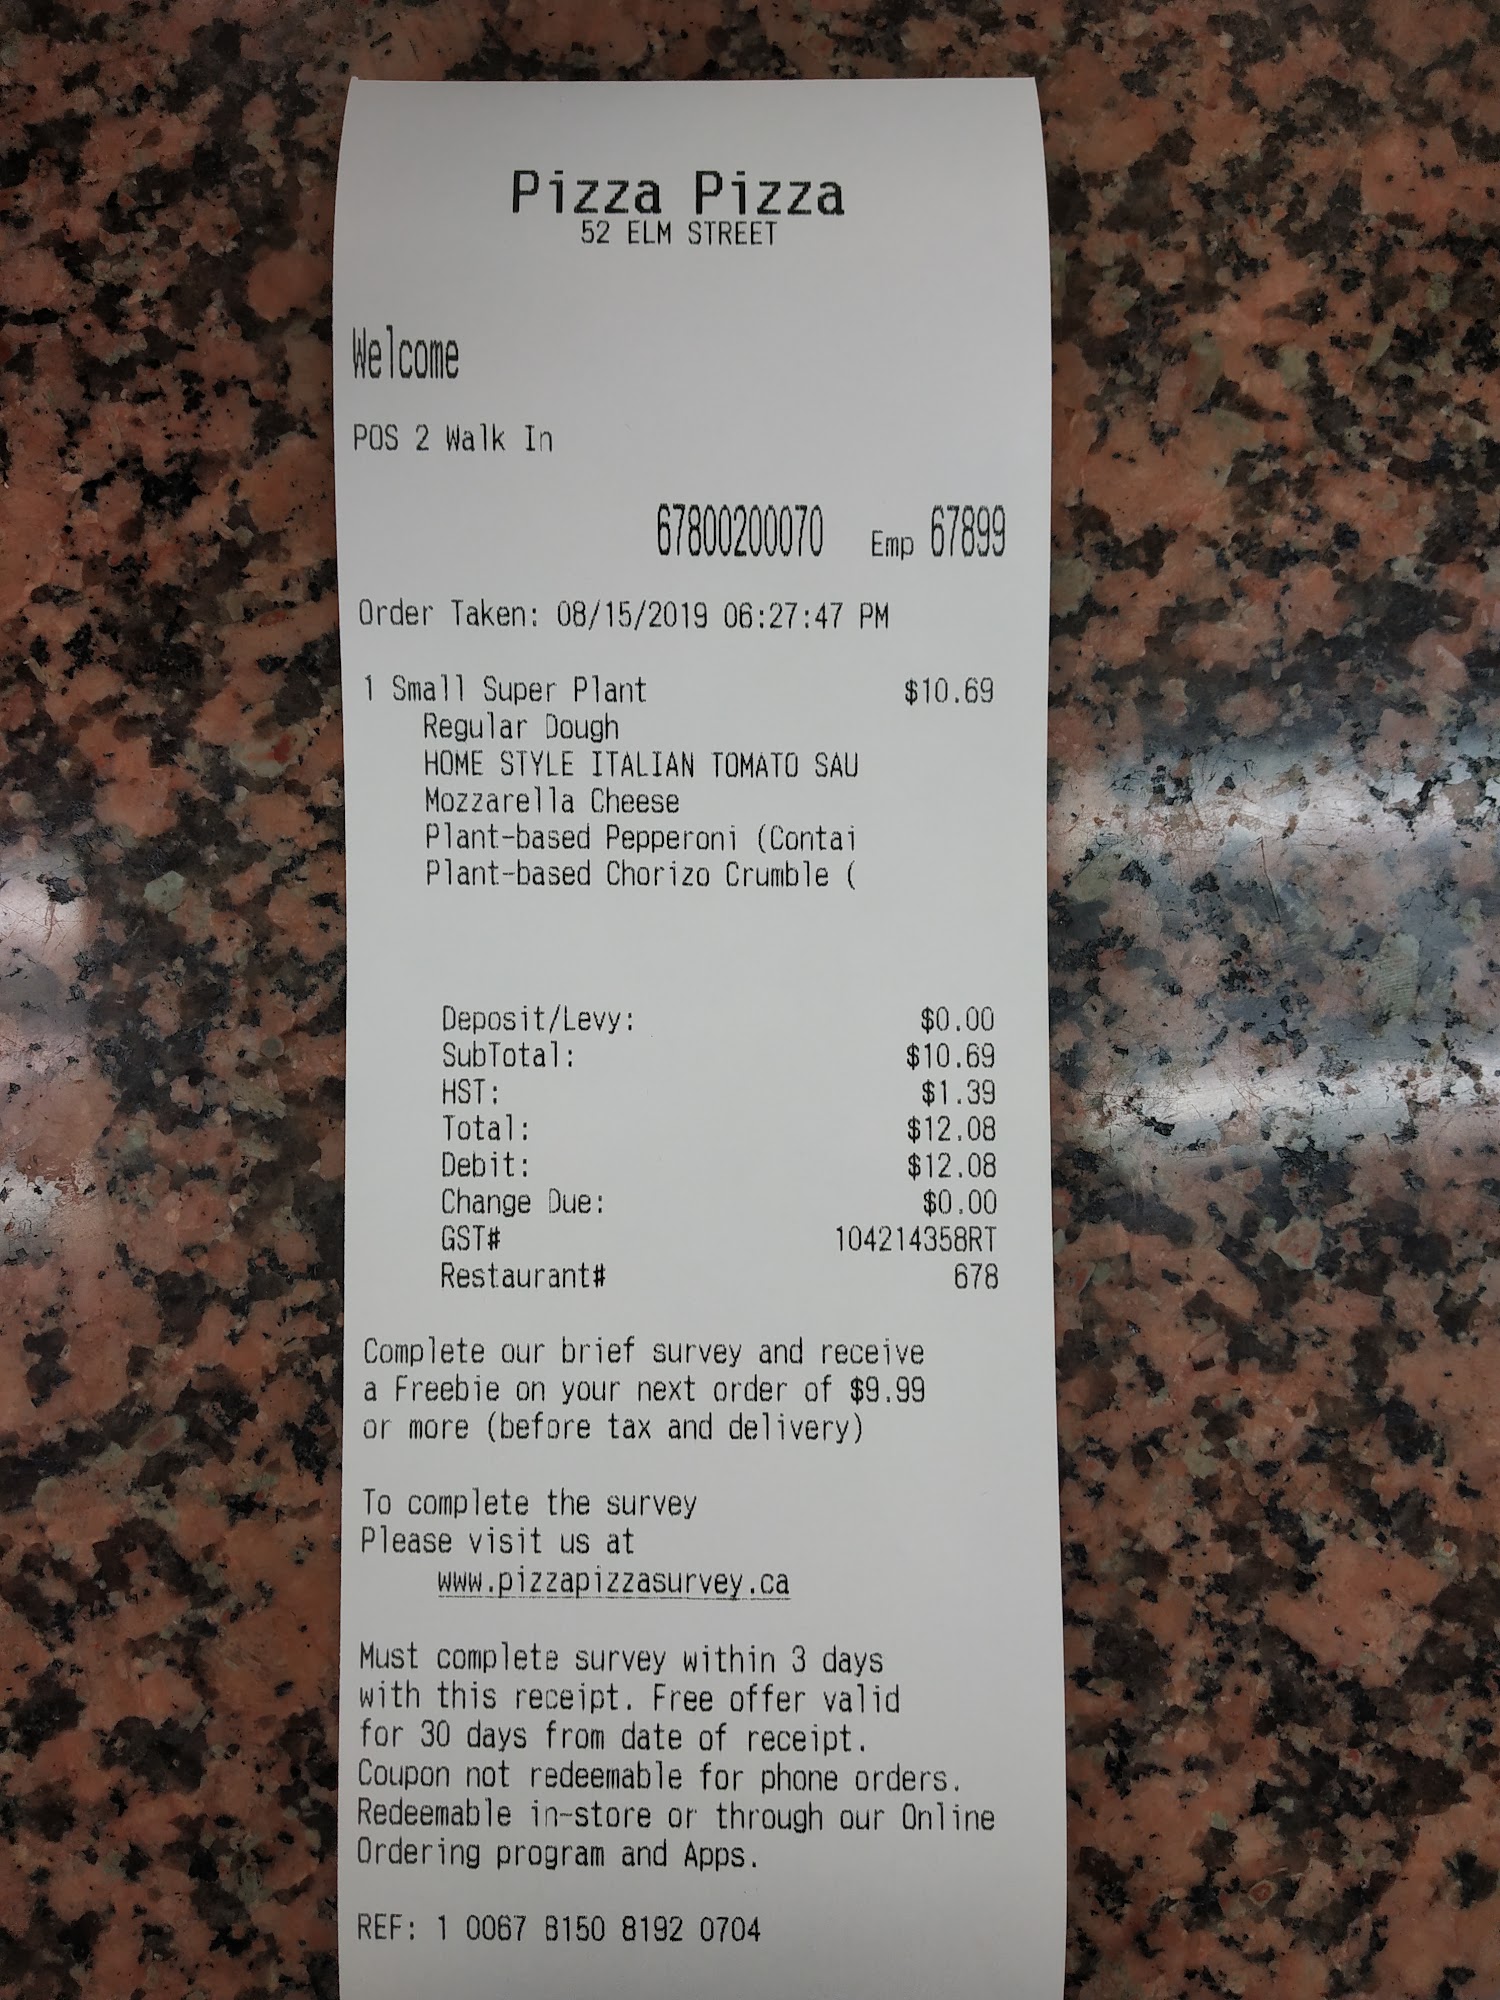 Pizza Pizza
52 ELM STREET
Welcome
POS 2 Walk In
67800200070 Emp 67899
Order Taken: 08/15/2019 06:27:47 PM
1 Small Super Plant $10.69
Regular Dough
HOME STYLE ITALIAN TOMATO SAU
Mozzarella Cheese
Plant-based Pepperoni (Contai
Plant-based Chorizo Crumble (
Deposit/Levy: $0.00
SubTotal: $10.69
HST: $1.39
Total: $12.08
Debit: $12.08
Change Due: $0.00
GST# 104214358RT
Restaurant# 678
Complete our brief survey and receive
a Freebie on your next order of $9.99
or more (before tax and delivery)
To complete the survey
Please visit us at
www.pizzapizzasurvey.ca
Must complete survey within 3 days
with this receipt. Free offer valid
for 30 days from date of receipt.
Coupon not redeemable for phone orders.
Redeemable in-store or through our Online
Ordering program and Apps.
REF: 1 0067 8150 8192 0704